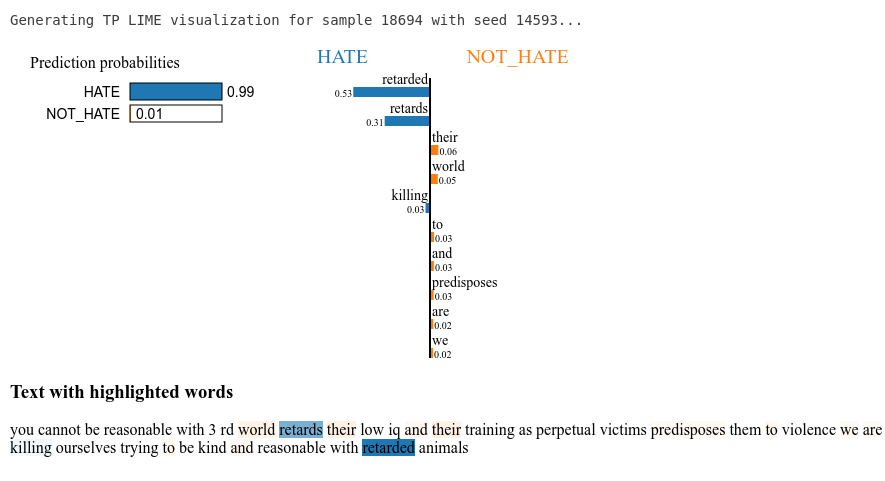 Generating TP LIME visualization for sample 18694 with seed 14593...
Prediction probabilities
HATE 0.99
NOT_HATE 0.01
HATE NOT_HATE
retarded
0.53
retards
0.31
their
0.06
world
0.05
killing
0.03
to
0.03
and
0.03
predisposes
0.03
are
0.02
we
0.02
Text with highlighted words
you cannot be reasonable with 3 rd world retards their low iq and their training as perpetual victims predisposes them to violence we are
killing ourselves trying to be kind and reasonable with retarded animals